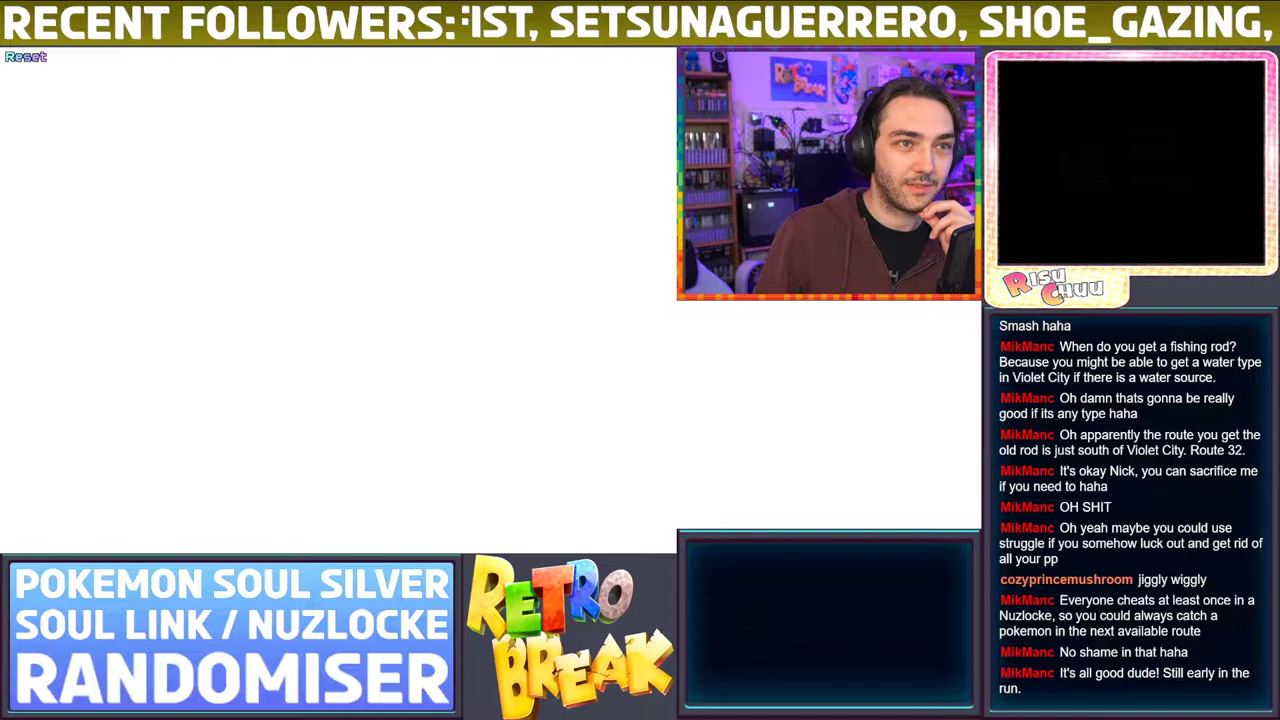 RECENT FOLLOWERS: IST, SETSUNAGUERRERO, SHOE_GAZING,
Reset
RETRO
BREAK
RISU
CHUU
Smash haha
MikManc When do you get a fishing rod?
Because you might be able to get a water type
in Violet City if there is a water source.
MikManc Oh damn thats gonna be really
good if its any type haha
MikManc Oh apparently the route you get the
old rod is just south of Violet City. Route 32.
MikManc It's okay Nick, you can sacrifice me
if you need to haha
MikManc OH SHIT
MikManc Oh yeah maybe you could use
struggle if you somehow luck out and get rid of
all your pp
cozyprincemushroom jiggly wiggly
MikManc Everyone cheats at least once in a
Nuzlocke, so you could always catch a
pokemon in the next available route
MikManc No shame in that haha
MikManc It's all good dude! Still early in the
run.
POKEMON SOUL SILVER
SOUL LINK / NUZLOCKE
RANDOMISER
RETRO
BREAK